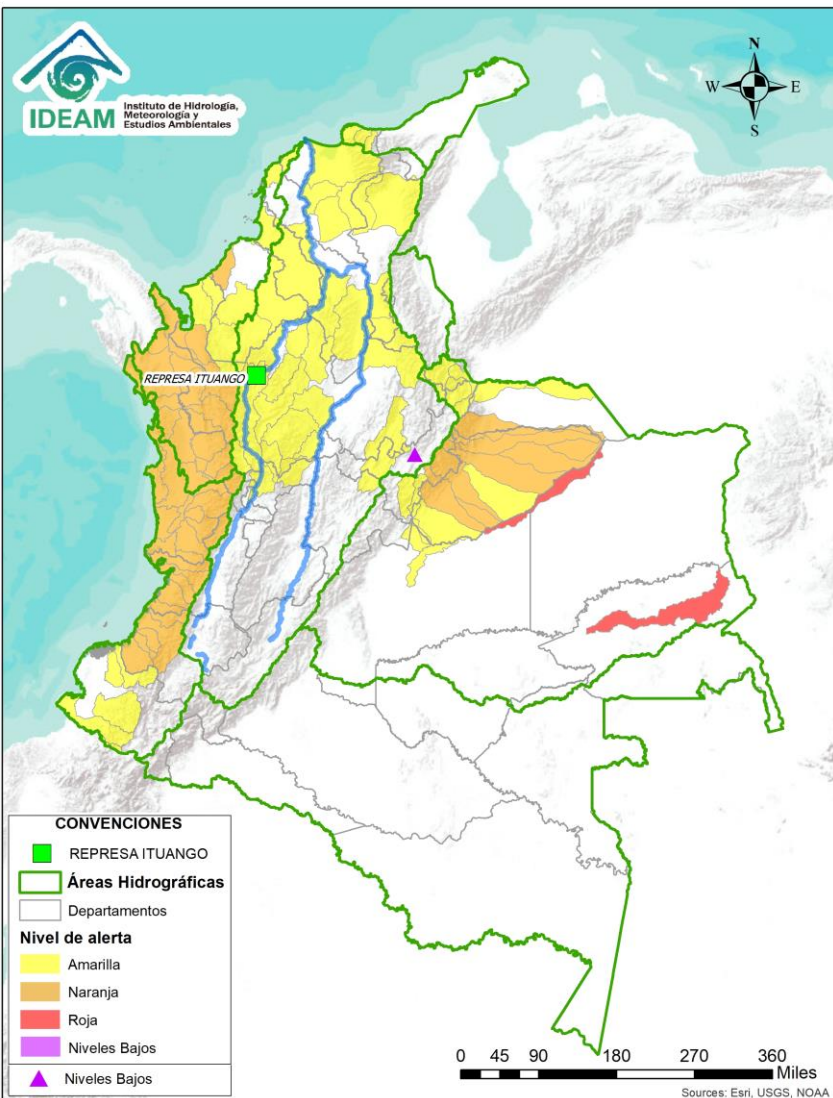 IDEAM
Instituto de Hidrología,
Meteorología y
Estudios Ambientales
N
W
E
S
REPRESA ITUANGO
CONVENCIONES
REPRESA ITUANGO
Áreas Hidrográficas
Departamentos
Nivel de alerta
Amarilla
Naranja
Roja
Niveles Bajos
Niveles Bajos
0 45 90 180 270 360
Miles
Sources: Esri, USGS, NOAA